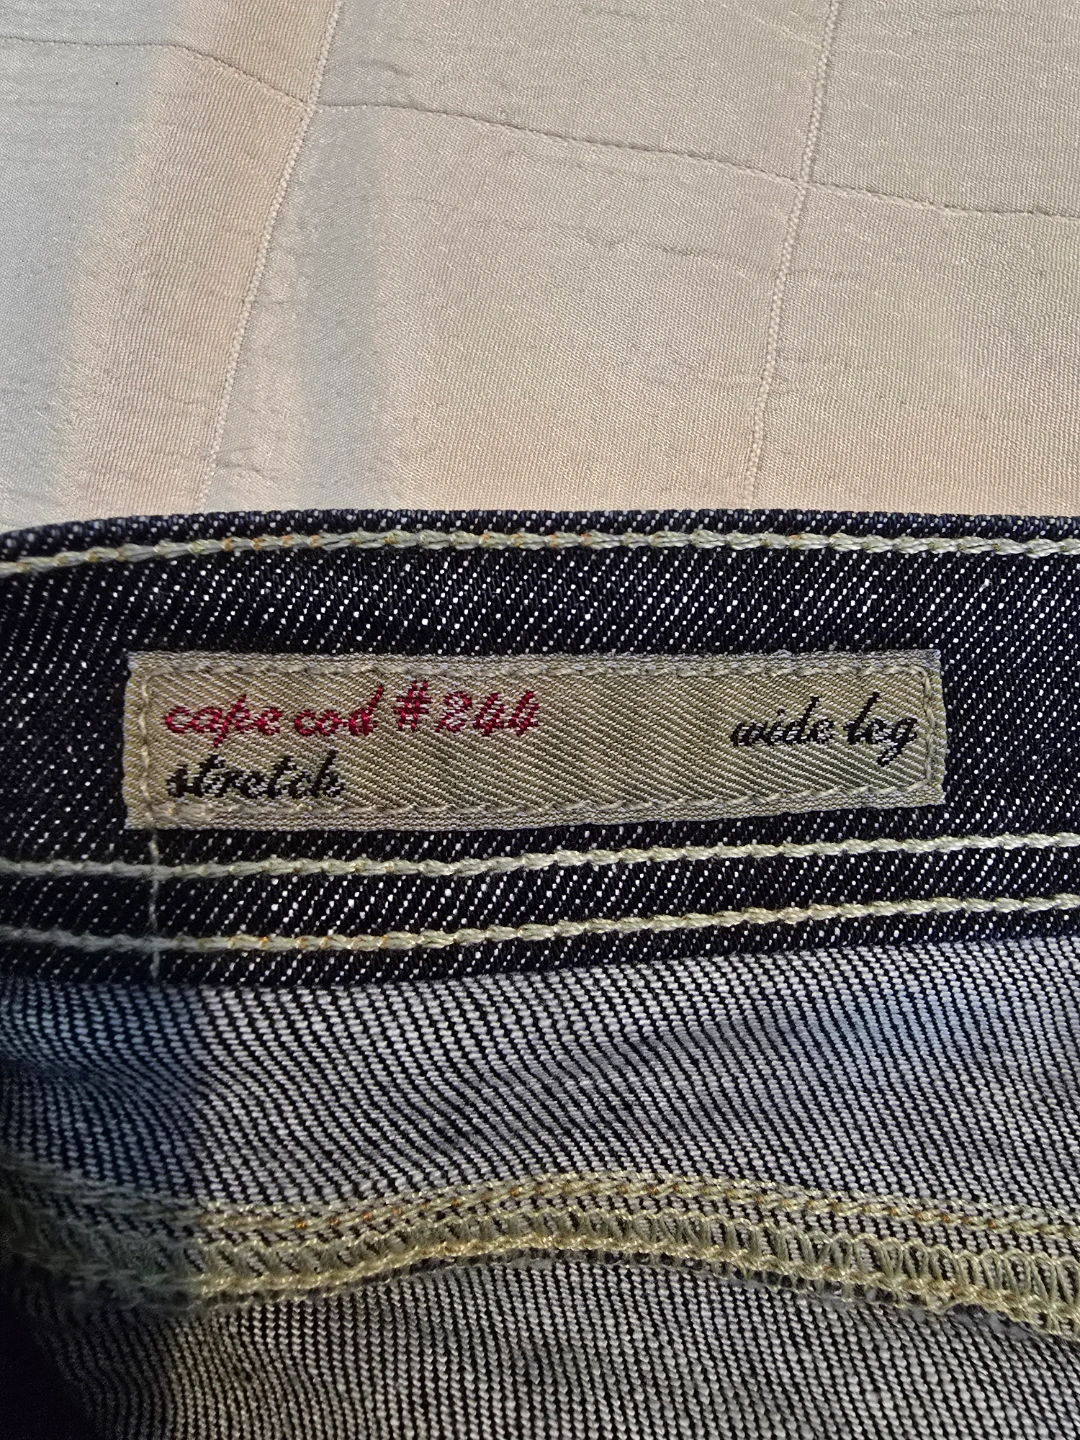 cape cod #244 wide leg
stretch